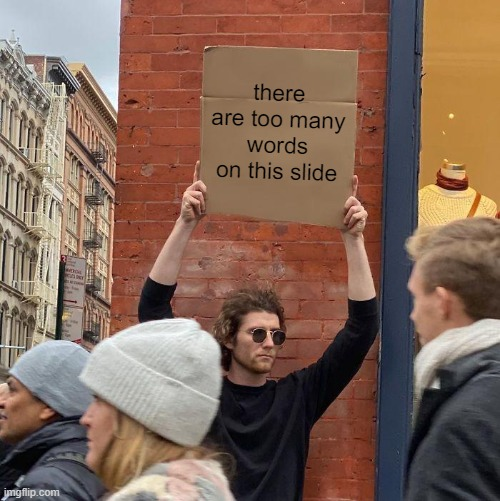 there
are too many
words
on this slide
imgflip.com